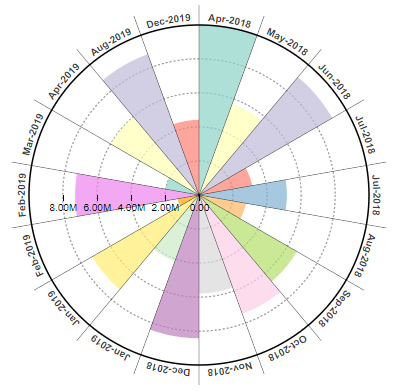 Apr-2018
May-2018
Jun-2018
Jul-2018
Jul-2018
Aug-2018
Sep-2018
Oct-2018
Nov-2018
Dec-2018
Jan-2019
Jan-2019
Feb-2019
Feb-2019
Mar-2019
Apr-2019
Aug-2019
Dec-2019
8.00M 6.00M 4.00M 2.00M 0.00